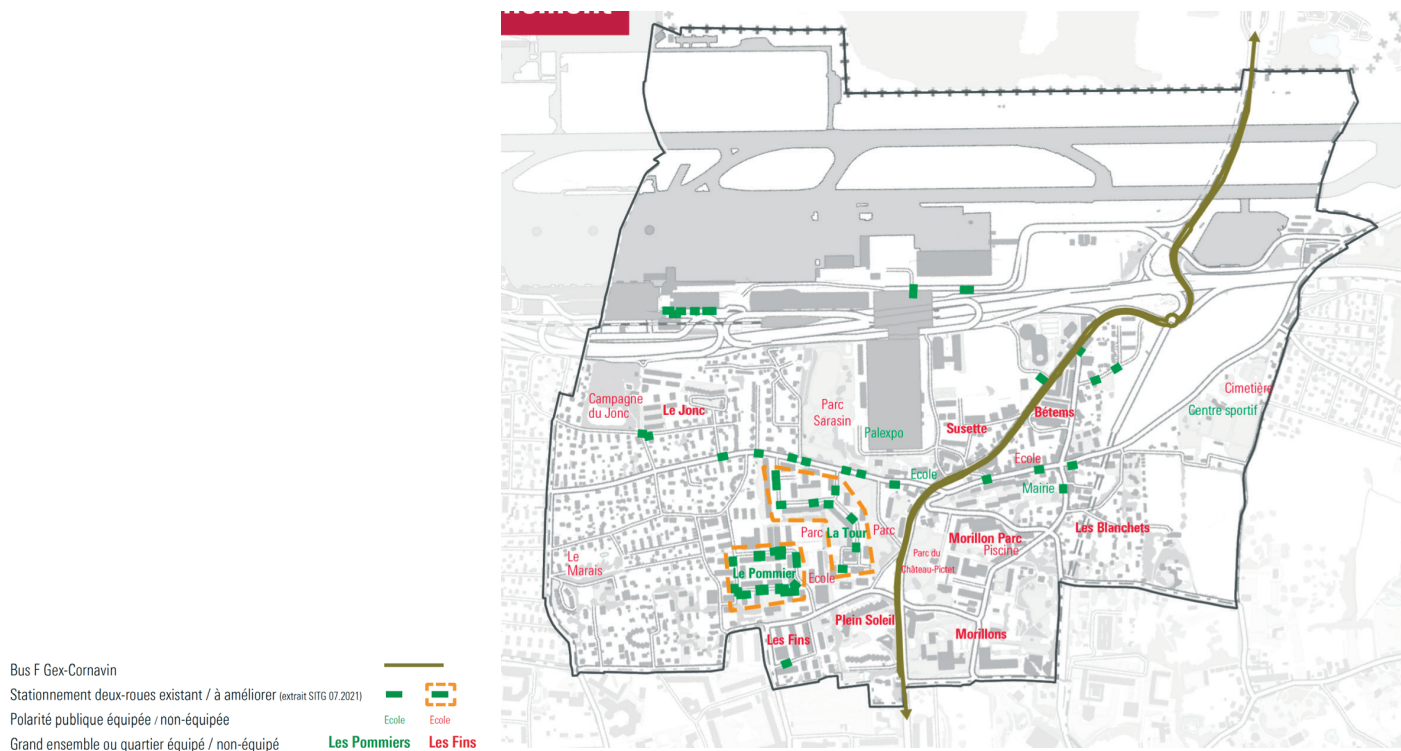 Campagne
du Jonc
Le Jonc
Parc
Sarasin
Palexpo
Susette
Bétems
Cimetière
Centre sportif
Ecole
Ecole
Mairie
Parc
La Tour
Parc
Morillon Parc
Piscine
Les Blanchets
Le
Marais
Le Pommier
Ecole
Parc du
Château-Pictet
Les Fins
Plein Soleil
Morillons
Bus F Gex-Cornavin
Stationnement deux-roues existant / à améliorer (extrait SITG 07.2021)
Polarité publique équipée / non-équipée
Ecole Ecole
Grand ensemble ou quartier équipé / non-équipé
Les Pommiers Les Fins